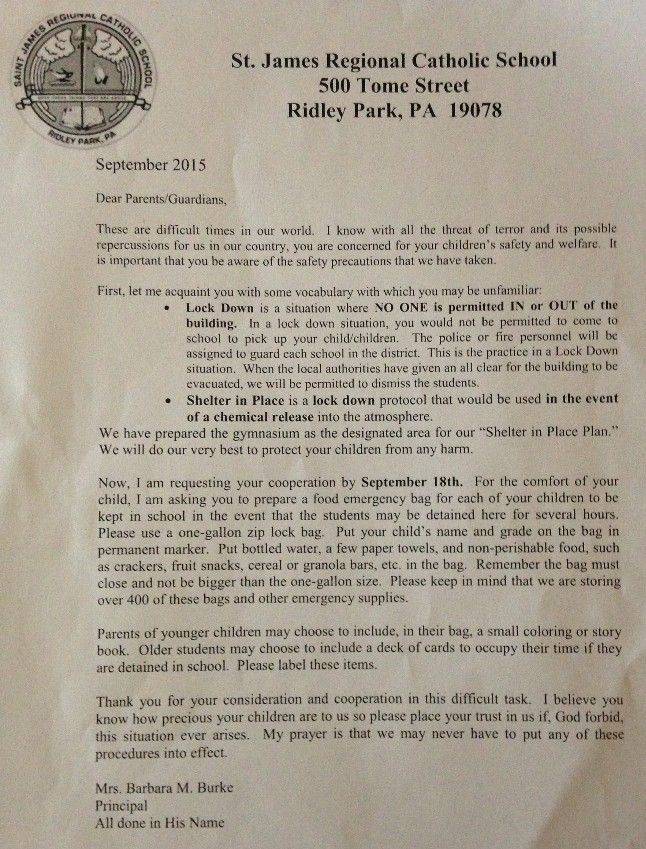 SAINT JAMES REGIONAL CATHOLIC SCHOOL
RIDLEY PARK, PA
St. James Regional Catholic School
500 Tome Street
Ridley Park, PA 19078
September 2015
Dear Parents/Guardians,
These are difficult times in our world. I know with all the threat of terror and its possible
repercussions for us in our country, you are concerned for your children's safety and welfare. It
is important that you be aware of the safety precautions that we have taken.
First, let me acquaint you with some vocabulary with which you may be unfamiliar:
• Lock Down is a situation where NO ONE is permitted IN or OUT of the
building. In a lock down situation, you would not be permitted to come to
school to pick up your child/children. The police or fire personnel will be
assigned to guard each school in the district. This is the practice in a Lock Down
situation. When the local authorities have given an all clear for the building to be
evacuated, we will be permitted to dismiss the students.
• Shelter in Place is a lock down protocol that would be used in the event
of a chemical release into the atmosphere.
We have prepared the gymnasium as the designated area for our “Shelter in Place Plan.”
We will do our very best to protect your children from any harm.
Now, I am requesting your cooperation by September 18th. For the comfort of your
child, I am asking you to prepare a food emergency bag for each of your children to be
kept in school in the event that the students may be detained here for several hours.
Please use a one-gallon zip lock bag. Put your child's name and grade on the bag in
permanent marker. Put bottled water, a few paper towels, and non-perishable food, such
as crackers, fruit snacks, cereal or granola bars, etc. in the bag. Remember the bag must
close and not be bigger than the one-gallon size. Please keep in mind that we are storing
over 400 of these bags and other emergency supplies.
Parents of younger children may choose to include, in their bag, a small coloring or story
book. Older students may choose to include a deck of cards to occupy their time if they
are detained in school. Please label these items.
Thank you for your consideration and cooperation in this difficult task. I believe you
know how precious your children are to us so please place your trust in us if, God forbid,
this situation ever arises. My prayer is that we may never have to put any of these
procedures into effect.
Mrs. Barbara M. Burke
Principal
All done in His Name